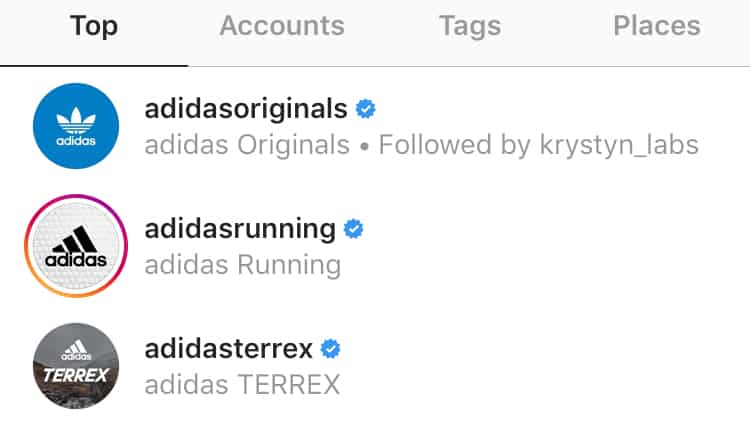 Top Accounts Tags Places
adidas
adidasoriginals
adidas Originals • Followed by krystyn_labs
adidas
adidasrunning
adidas Running
adidas
TERREX
adidasterrex
adidas TERREX